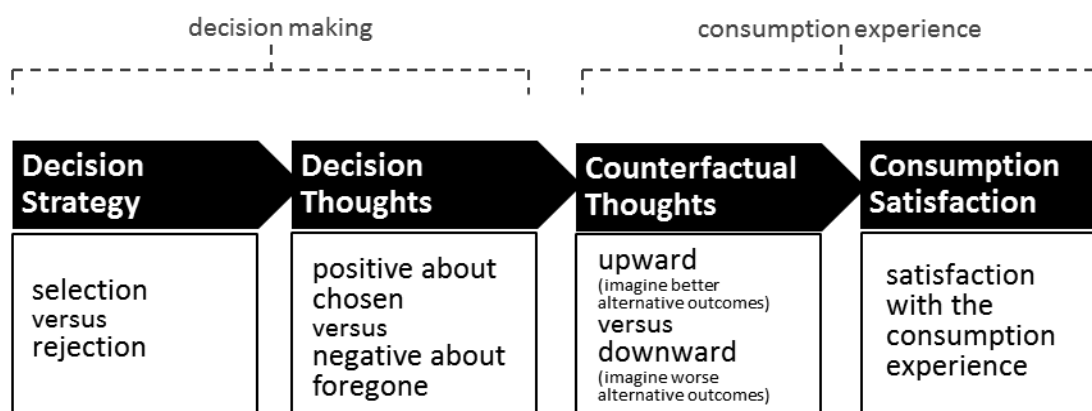 decision making
consumption experience
Decision
Strategy
Decision
Thoughts
Counterfactual
Thoughts
Consumption
Satisfaction
selection
versus
rejection
positive about
chosen
versus
negative about
foregone
upward
(imagine better
alternative outcomes)
versus
downward
(imagine worse
alternative outcomes)
satisfaction
with the
consumption
experience